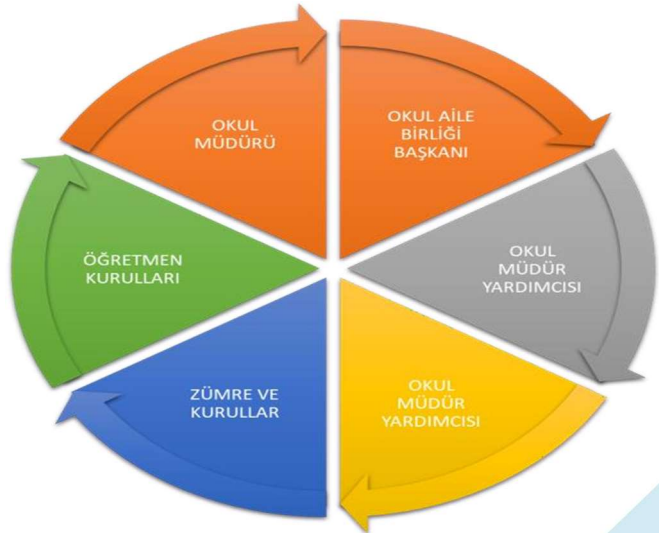 OKUL
MÜDÜRÜ
OKUL AİLE
BİRLİĞİ
BAŞKANI
OKUL
MÜDÜR
YARDIMCISI
OKUL
MÜDÜR
YARDIMCISI
ZÜMRE VE
KURULLAR
ÖĞRETMEN
KURULLARI